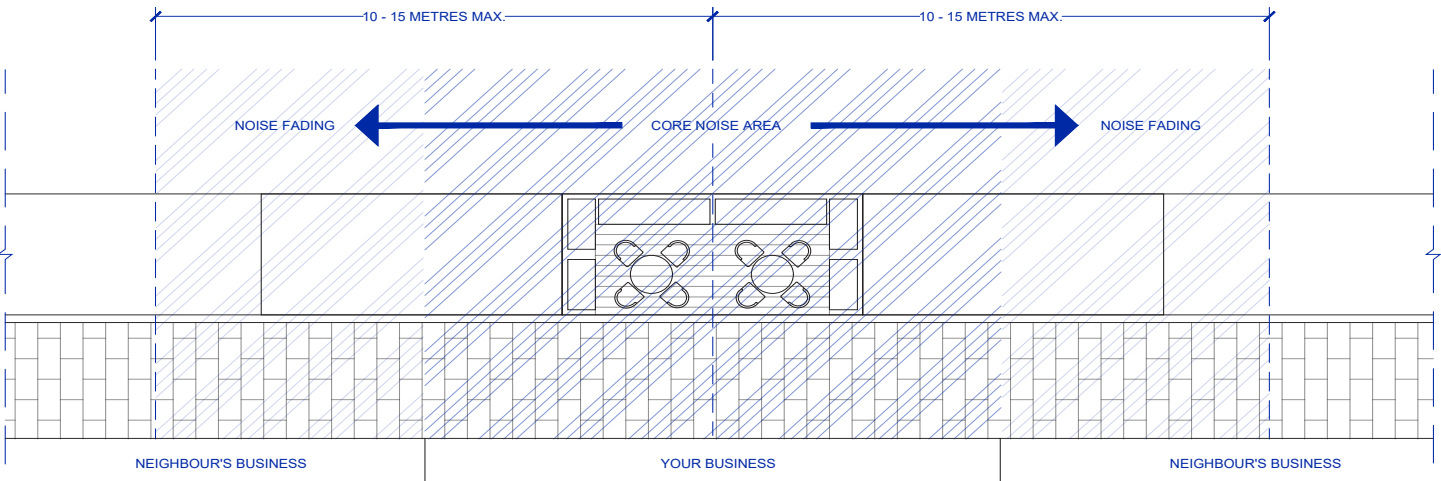 10 - 15 METRES MAX.
10 - 15 METRES MAX.
NOISE FADING
CORE NOISE AREA
NOISE FADING
NEIGHBOUR'S BUSINESS
YOUR BUSINESS
NEIGHBOUR'S BUSINESS